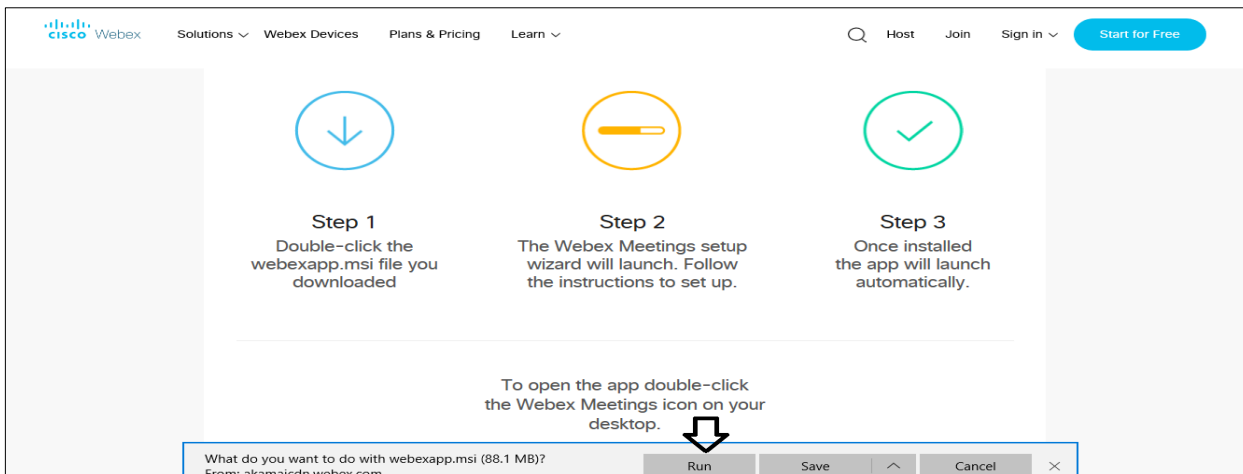 CISCO Webex Solutions Webex Devices Plans & Pricing Learn Host Join Sign in Start for Free
Step 1
Double-click the
webexapp.msi file you
downloaded
Step 2
The Webex Meetings setup
wizard will launch. Follow
the instructions to set up.
Step 3
Once installed
the app will launch
automatically.
To open the app double-click
the Webex Meetings icon on your
desktop.
What do you want to do with webexapp.msi (88.1 MB)?
From: akamaicdn.webex.com
Run Save Cancel